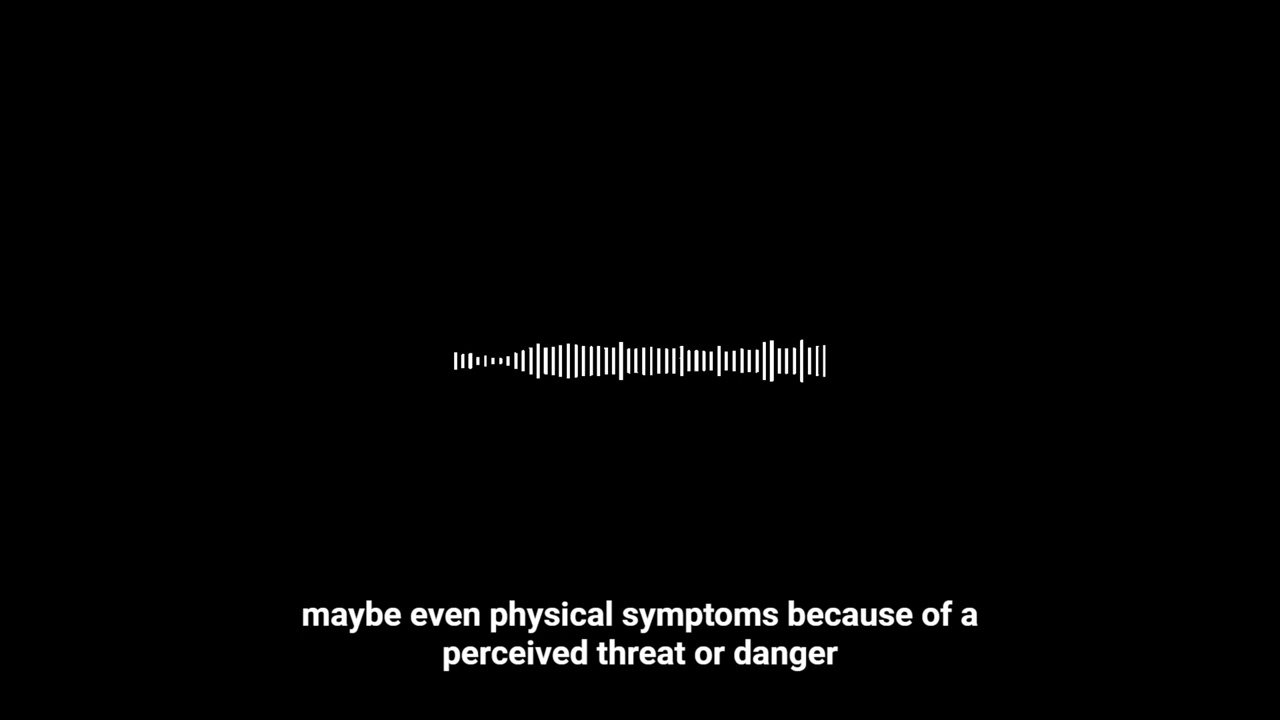 maybe even physical symptoms because of a
perceived threat or danger